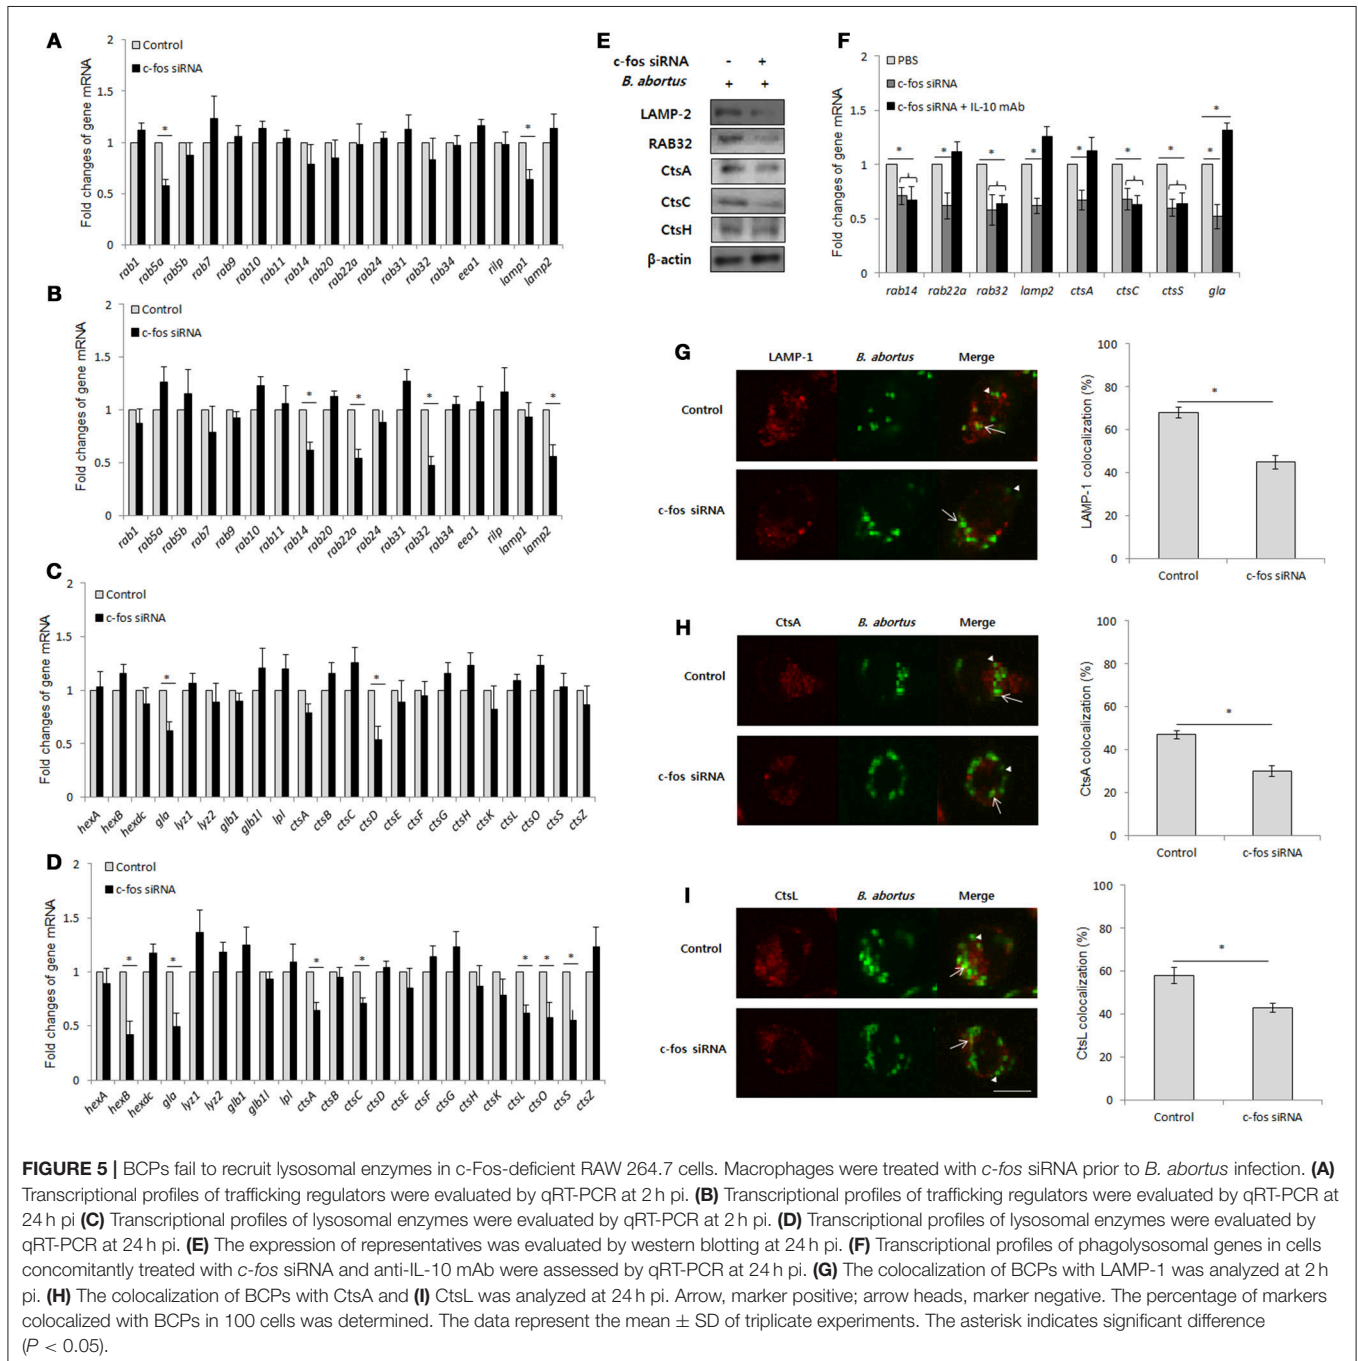 A
2
1.5
1
0.5
0
Fold changes of gene mRNA
Control
c-fos siRNA
*
*
rab1 rab5a rab5b rab7 rab9 rab10 rab11 rab14 rab20 rab22a rab24 rab31 rab32 rab34 eea1 rilp lamp1 lamp2
B
2
1.5
1
0.5
0
Fold changes of gene mRNA
Control
c-fos siRNA
* * * *
rab1 rab5a rab5b rab7 rab9 rab10 rab11 rab14 rab20 rab22a rab24 rab31 rab32 rab34 eea1 rilp lamp1 lamp2
C
2
1.5
1
0.5
0
Fold changes of gene mRNA
Control
c-fos siRNA
* *
hexA hexB hexdc gla lyz1 lyz2 glb1 glb1l lpl ctsA ctsB ctsC ctsD ctsE ctsF ctsG ctsH ctsK ctsL ctsO ctsS ctsZ
D
2
1.5
1
0.5
0
Fold changes of gene mRNA
Control
c-fos siRNA
* * * * * * *
hexA hexB hexdc gla lyz1 lyz2 glb1 glb1l lpl ctsA ctsB ctsC ctsD ctsE ctsF ctsG ctsH ctsK ctsL ctsO ctsS ctsZ
E
c-fos siRNA - +
B. abortus + +
LAMP-2
RAB32
CtsA
CtsC
CtsH
β-actin
F
2
1.5
1
0.5
0
Fold changes of gene mRNA
PBS
c-fos siRNA
c-fos siRNA + IL-10 mAb
* * * * * * * * *
rab14 rab22a rab32 lamp2 ctsA ctsC ctsS gla
G
LAMP-1 B. abortus Merge
Control
c-fos siRNA
100
80
60
40
20
0
LAMP-1 colocalization (%)
*
Control c-fos siRNA
H
CtsA B. abortus Merge
Control
c-fos siRNA
100
80
60
40
20
0
CtsA colocalization (%)
*
Control c-fos siRNA
I
CtsL B. abortus Merge
Control
c-fos siRNA
100
80
60
40
20
0
CtsL colocalization (%)
*
Control c-fos siRNA
FIGURE 5 | BCPs fail to recruit lysosomal enzymes in c-Fos-deficient RAW 264.7 cells. Macrophages were treated with c-fos siRNA prior to B. abortus infection. (A)
Transcriptional profiles of trafficking regulators were evaluated by qRT-PCR at 2 h pi. (B) Transcriptional profiles of trafficking regulators were evaluated by qRT-PCR at
24 h pi (C) Transcriptional profiles of lysosomal enzymes were evaluated by qRT-PCR at 2 h pi. (D) Transcriptional profiles of lysosomal enzymes were evaluated by
qRT-PCR at 24 h pi. (E) The expression of representatives was evaluated by western blotting at 24 h pi. (F) Transcriptional profiles of phagolysosomal genes in cells
concomitantly treated with c-fos siRNA and anti-IL-10 mAb were assessed by qRT-PCR at 24 h pi. (G) The colocalization of BCPs with LAMP-1 was analyzed at 2 h
pi. (H) The colocalization of BCPs with CtsA and (I) CtsL was analyzed at 24 h pi. Arrow, marker positive; arrow heads, marker negative. The percentage of markers
colocalized with BCPs in 100 cells was determined. The data represent the mean ± SD of triplicate experiments. The asterisk indicates significant difference
(P < 0.05).